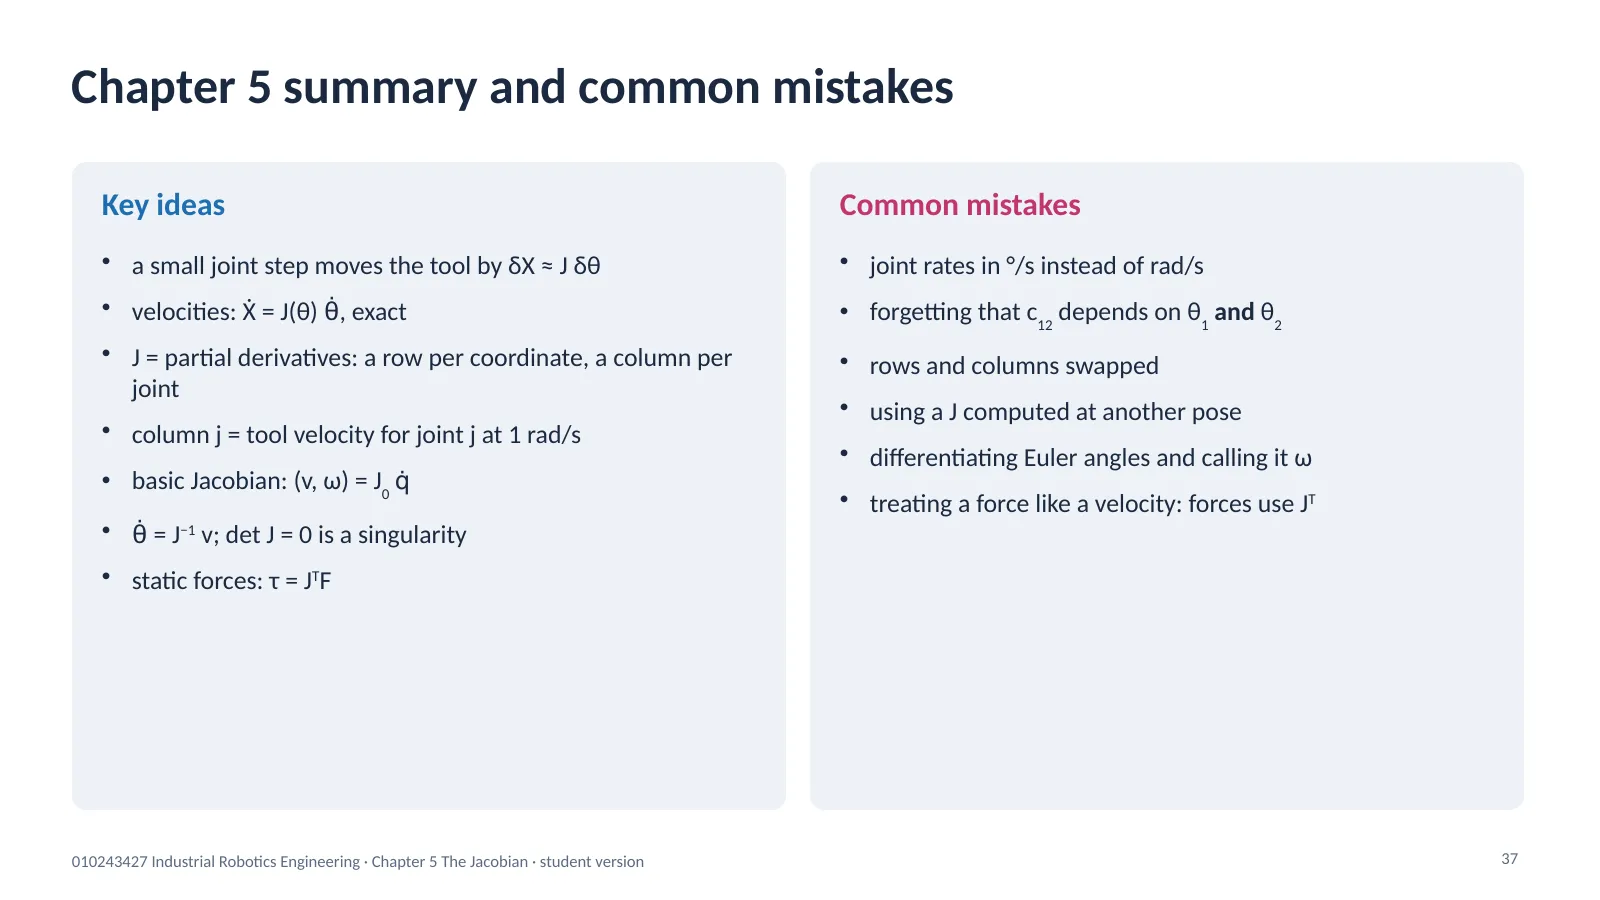 Chapter 5 summary and common mistakes
Key ideas
• a small joint step moves the tool by δX ≈ J δθ
• velocities: Ẋ = J(θ) θ̇, exact
• J = partial derivatives: a row per coordinate, a column per
joint
• column j = tool velocity for joint j at 1 rad/s
• basic Jacobian: (v, ω) = J₀ q̇
• θ̇ = J⁻¹ v; det J = 0 is a singularity
• static forces: τ = JᵀF
Common mistakes
• joint rates in °/s instead of rad/s
• forgetting that c₁₂ depends on θ₁ and θ₂
• rows and columns swapped
• using a J computed at another pose
• differentiating Euler angles and calling it ω
• treating a force like a velocity: forces use Jᵀ
010243427 Industrial Robotics Engineering · Chapter 5 The Jacobian · student version
37